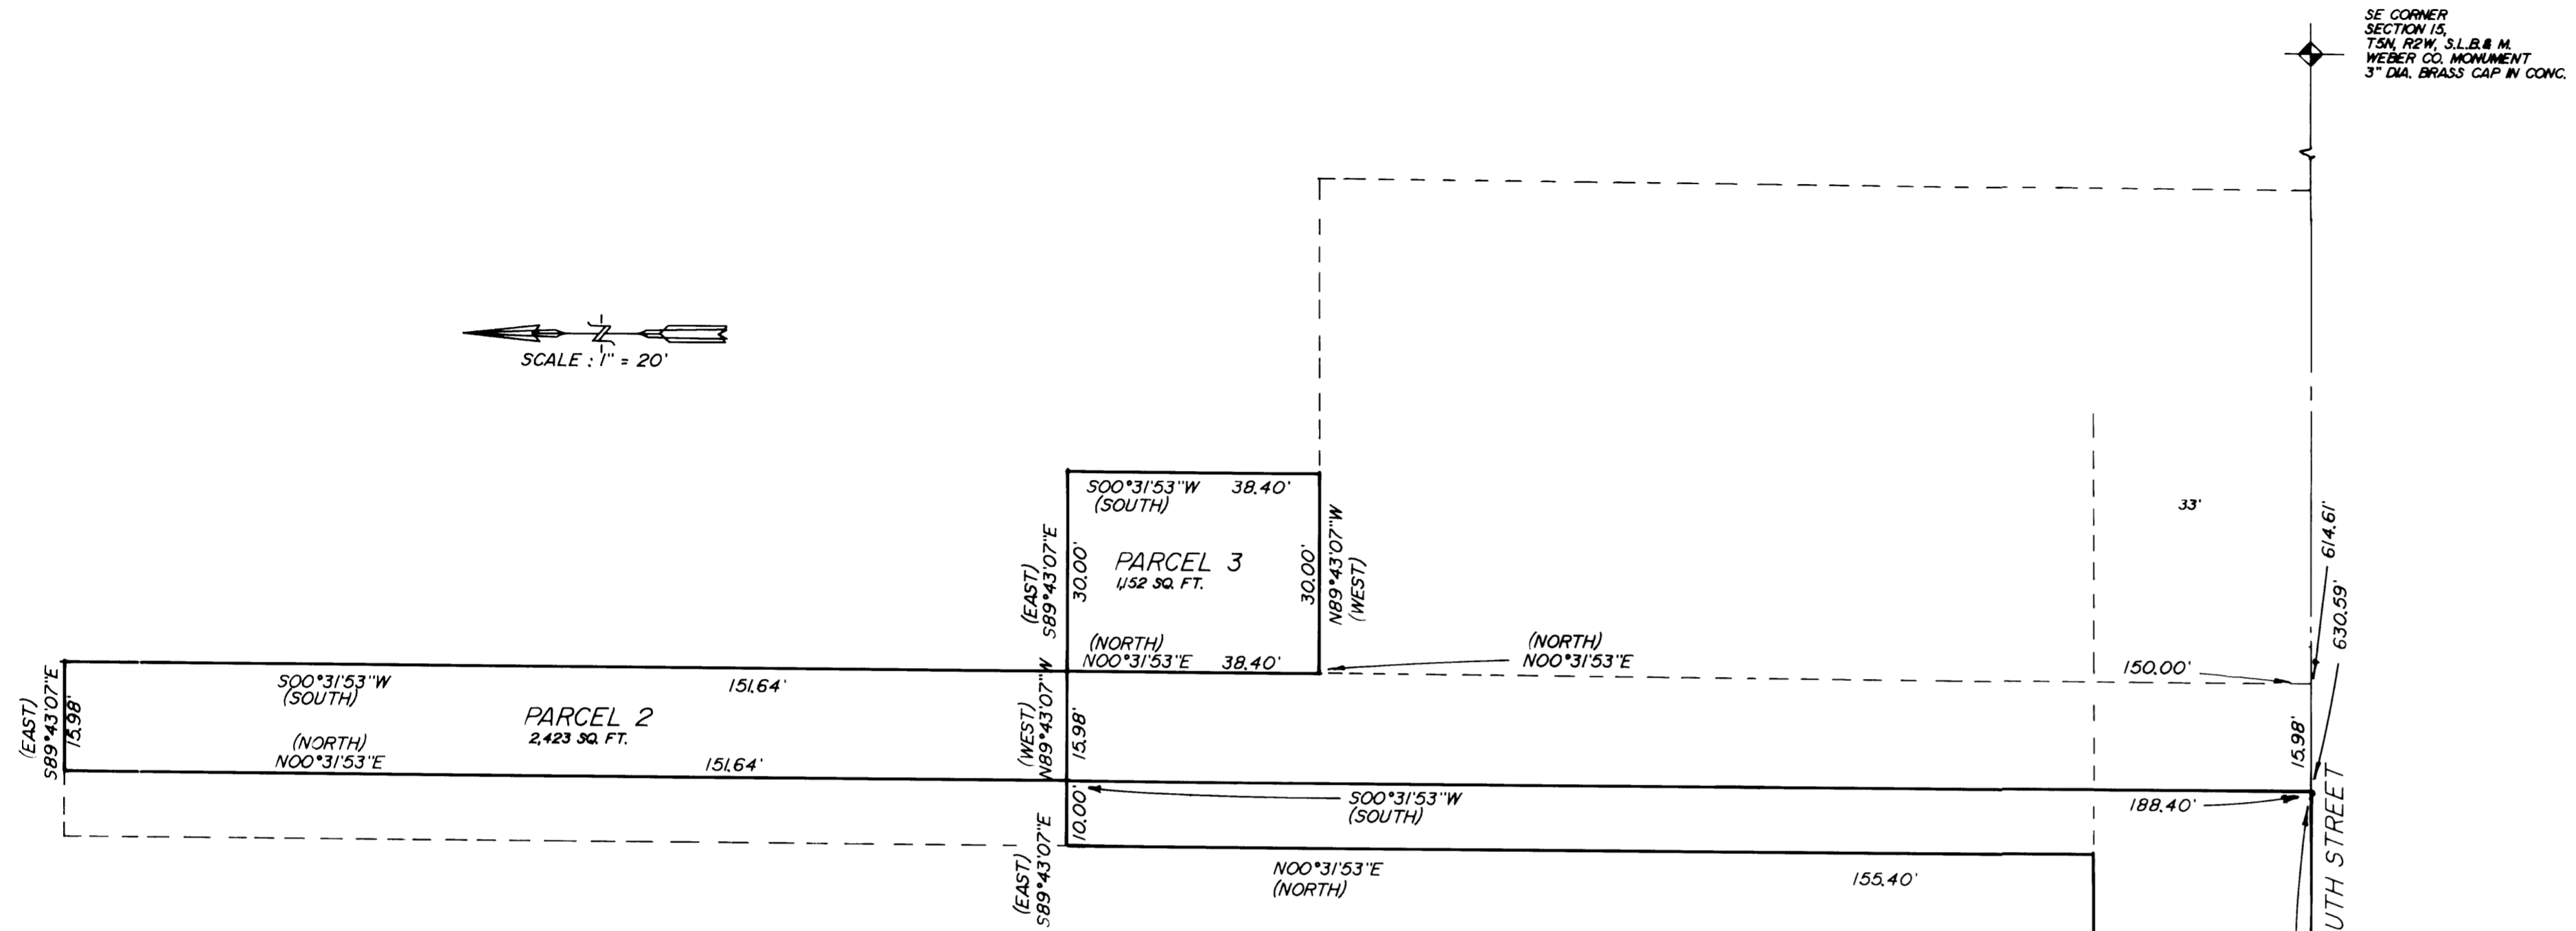 SE CORNER
SECTION 15,
T5N, R2W, S.L.B.& M.
WEBER CO. MONUMENT
3" DIA. BRASS CAP IN CONC.
SCALE : 1" = 20'
S00°31'53"W 38.40'
(SOUTH)
33'
614.61'
(EAST)
S89°43'07"E
30.00'
PARCEL 3
1,152 SQ. FT.
30.00'
N89°43'07"W
(WEST)
630.59'
(NORTH)
N00°31'53"E 38.40'
(NORTH)
N00°31'53"E
150.00'
(EAST)
S89°43'07"E
15.98'
S00°31'53"W
(SOUTH)
151.64'
PARCEL 2
2,423 SQ. FT.
(NORTH)
N00°31'53"E
151.64'
(WEST)
N89°43'07"W
15.98'
15.98'
10.00'
S00°31'53"W
(SOUTH)
188.40'
(EAST)
S89°43'07"E
N00°31'53"E
(NORTH)
155.40'
UTH STREET